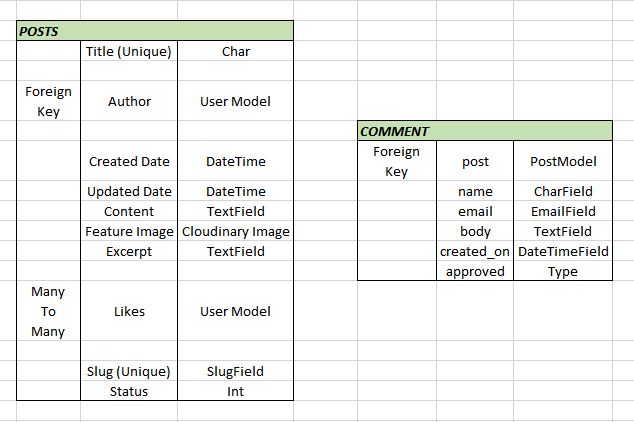 POSTS
Title (Unique) Char
Foreign
Key
Author User Model
Created Date DateTime
Updated Date DateTime
Content TextField
Feature Image Cloudinary Image
Excerpt TextField
Many
To
Many
Likes User Model
Slug (Unique) SlugField
Status Int
COMMENT
Foreign
Key
post PostModel
name CharField
email EmailField
body TextField
created_on DateTimeField
approved Type